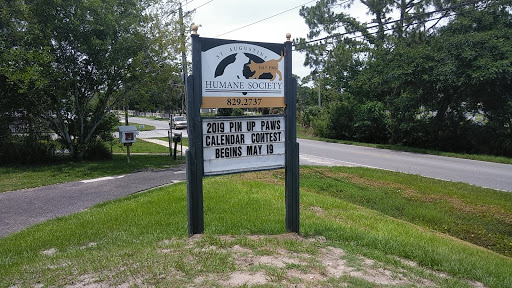 ST. AUGUSTINE
HUMANE SOCIETY
829.2737
2019 PIN UP PAWS
CALENDAR CONTEST
BEGINS MAY 19